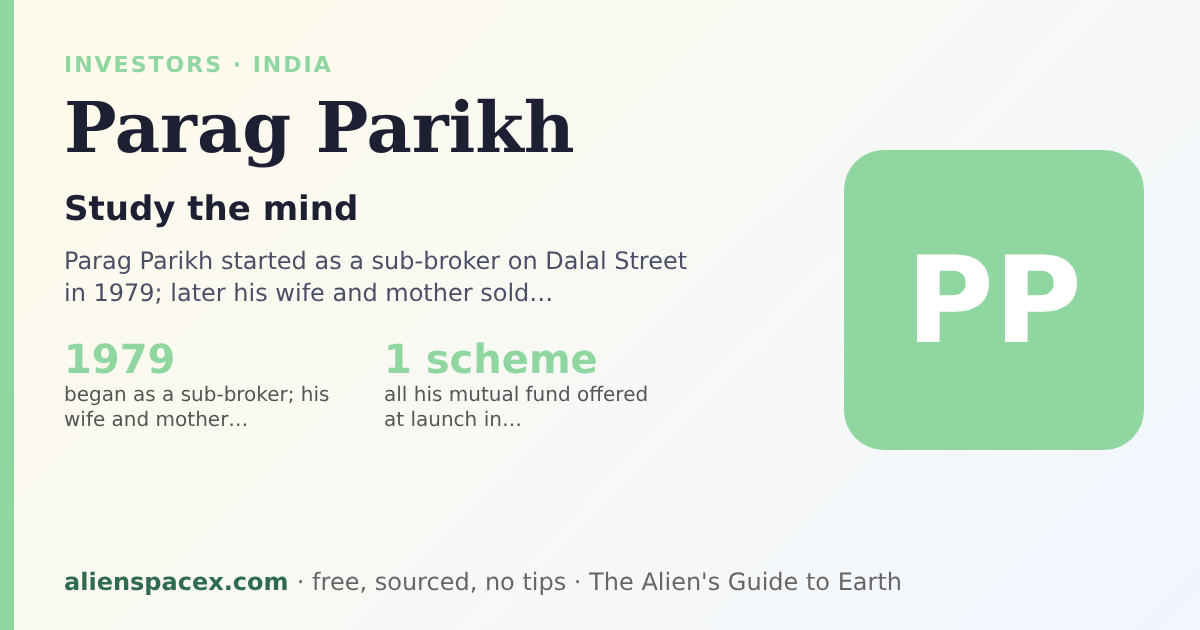 INVESTORS · INDIA
Parag Parikh
Study the mind
Parag Parikh started as a sub-broker on Dalal Street
in 1979; later his wife and mother sold…
1979
began as a sub-broker; his
wife and mother…
1 scheme
all his mutual fund offered
at launch in…
PP
alienspacex.com · free, sourced, no tips · The Alien's Guide to Earth